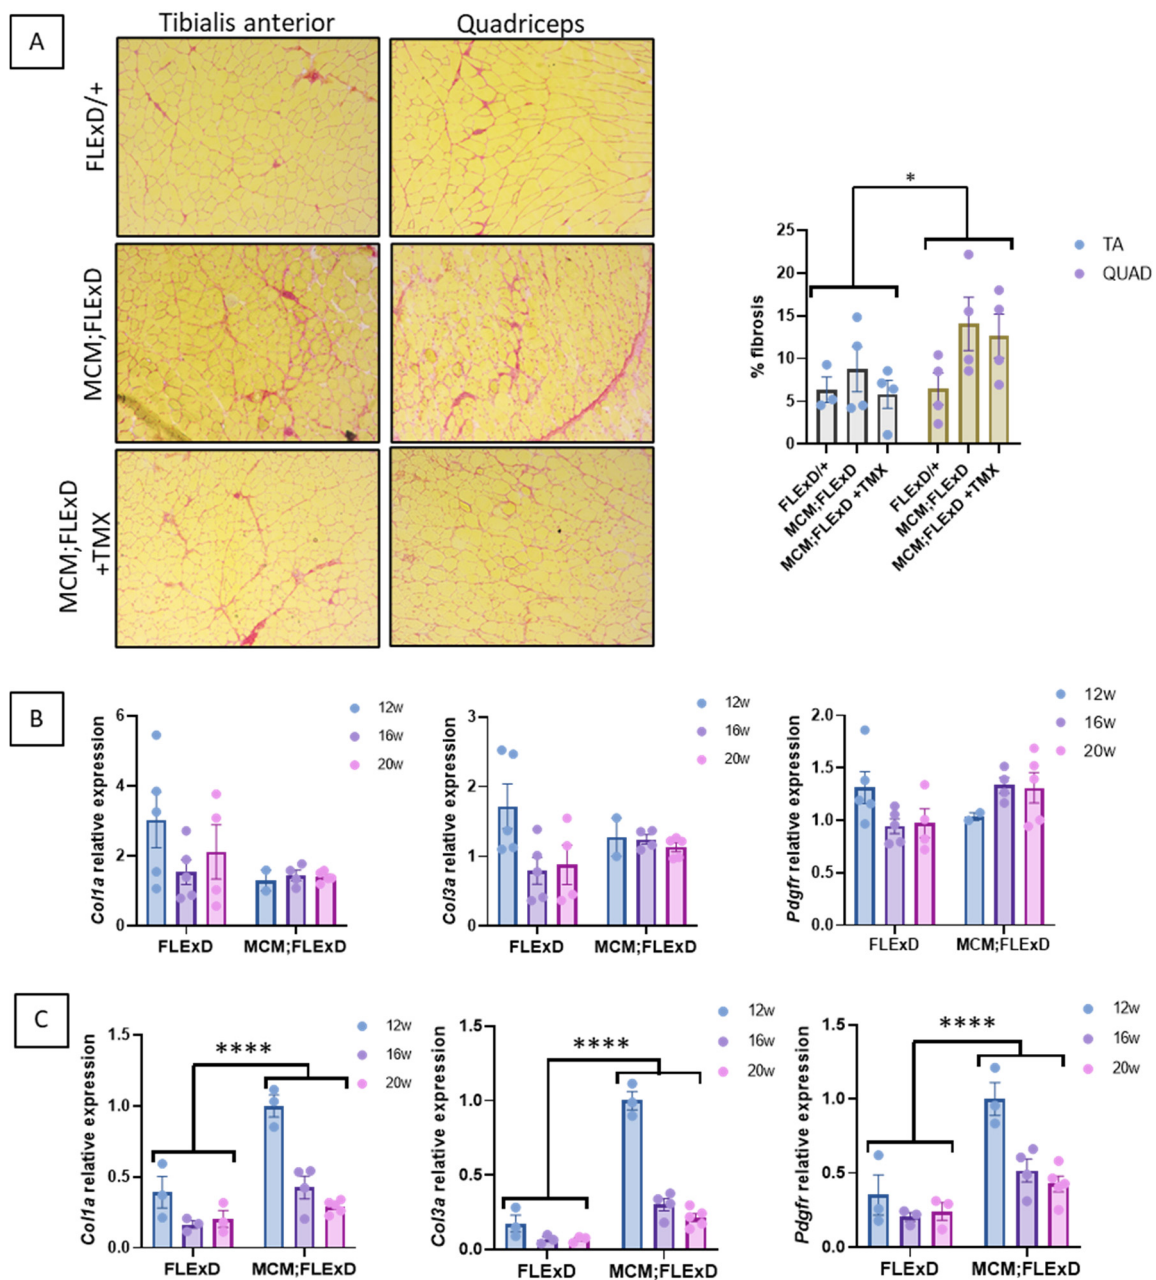 A
Tibialis anterior
Quadriceps
FLExD/+
MCM;FLExD
MCM;FLExD
+TMX
*
25
20
15
10
5
0
% fibrosis
TA
QUAD
FLExD/+
MCM;FLExD
MCM;FLExD +TMX
FLExD/+
MCM;FLExD
MCM;FLExD +TMX
B
6
4
2
0
Col1a relative expression
12w
16w
20w
FLExD
MCM;FLExD
3
2
1
0
Col3a relative expression
12w
16w
20w
FLExD
MCM;FLExD
2.0
1.5
1.0
0.5
0.0
Pdgfr relative expression
12w
16w
20w
FLExD
MCM;FLExD
C
1.5
1.0
0.5
0.0
Col1a relative expression
****
12w
16w
20w
FLExD
MCM;FLExD
1.5
1.0
0.5
0.0
Col3a relative expression
****
12w
16w
20w
FLExD
MCM;FLExD
1.5
1.0
0.5
0.0
Pdgfr relative expression
****
12w
16w
20w
FLExD
MCM;FLExD